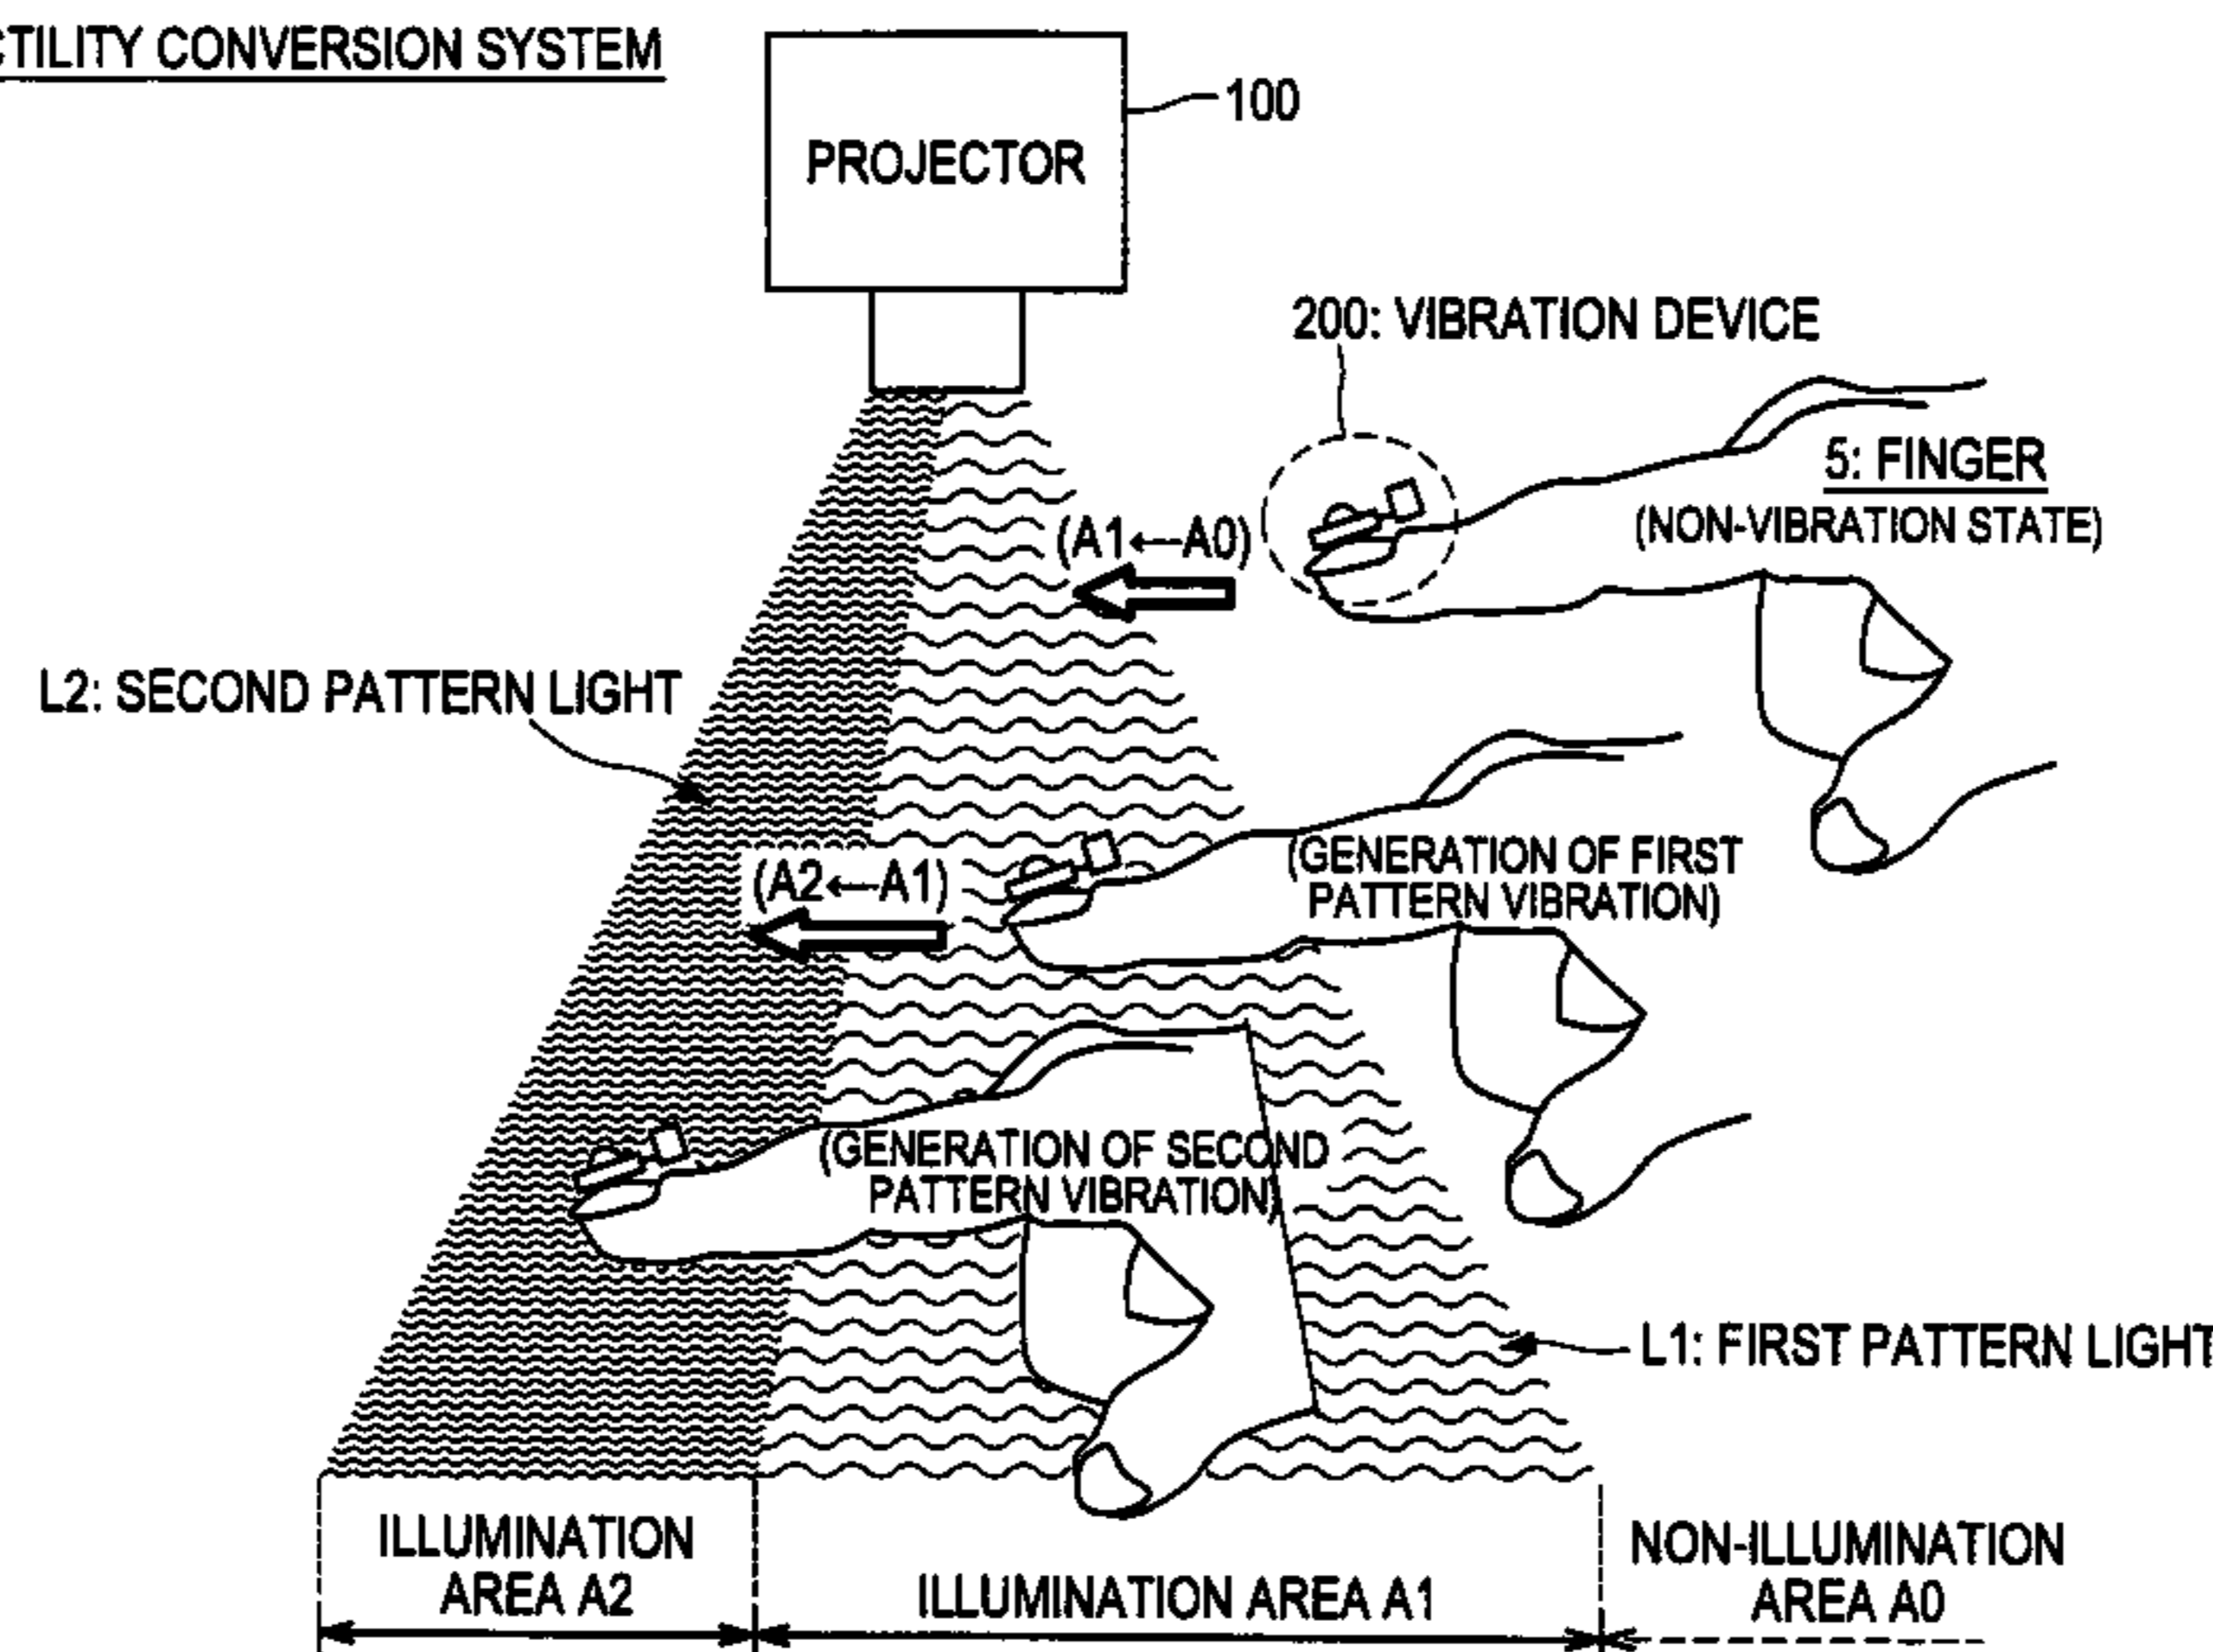 CTILITY CONVERSION SYSTEM
100
PROJECTOR
200: VIBRATION DEVICE
5: FINGER
(NON-VIBRATION STATE)
(A1←A0)
L2: SECOND PATTERN LIGHT
(GENERATION OF FIRST
PATTERN VIBRATION)
(A2←A1)
(GENERATION OF SECOND
PATTERN VIBRATION)
L1: FIRST PATTERN LIGHT
ILLUMINATION
AREA A2
ILLUMINATION AREA A1
NON-ILLUMINATION
AREA A0